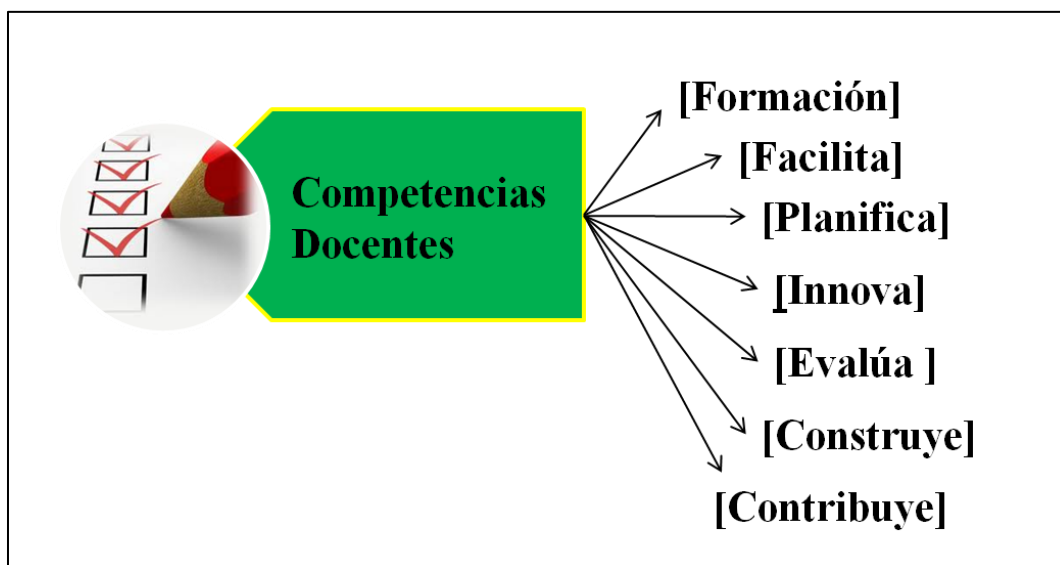 Competencias
Docentes
[Formación]
[Facilita]
[Planifica]
[Innova]
[Evalúa ]
[Construye]
[Contribuye]